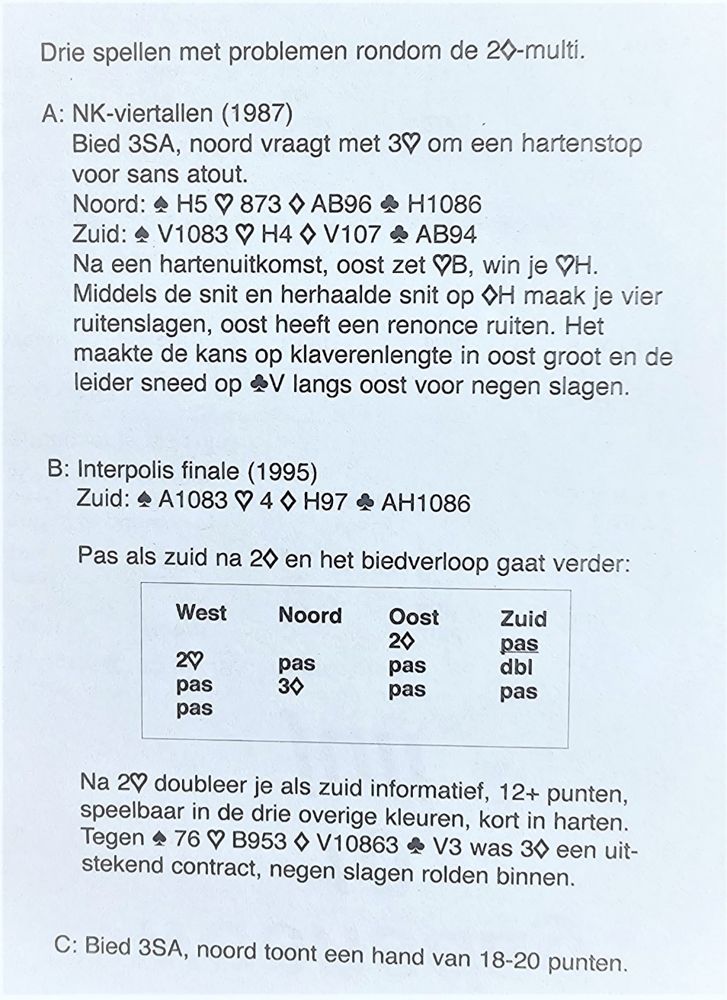 Drie spellen met problemen rondom de 2♢-multi.
A: NK-viertallen (1987)
Bied 3SA, noord vraagt met 3♡ om een hartenstop
voor sans atout.
Noord: ♠ H5 ♡ 873 ♢ AB96 ♣ H1086
Zuid: ♠ V1083 ♡ H4 ♢ V107 ♣ AB94
Na een hartenuitkomst, oost zet ♡B, win je ♡H.
Middels de snit en herhaalde snit op ♢H maak je vier
ruitenslagen, oost heeft een renonce ruiten. Het
maakte de kans op klaverenlengte in oost groot en de
leider sneed op ♣V langs oost voor negen slagen.
B: Interpolis finale (1995)
Zuid: ♠ A1083 ♡ 4 ♢ H97 ♣ AH1086
Pas als zuid na 2♢ en het biedverloop gaat verder:
West Noord Oost Zuid
2♢ pas
2♡ pas pas dbl
pas 3♢ pas pas
pas
Na 2♡ doubleer je als zuid informatief, 12+ punten,
speelbaar in de drie overige kleuren, kort in harten.
Tegen ♠ 76 ♡ B953 ♢ V10863 ♣ V3 was 3♢ een uit-
stekend contract, negen slagen rolden binnen.
C: Bied 3SA, noord toont een hand van 18-20 punten.